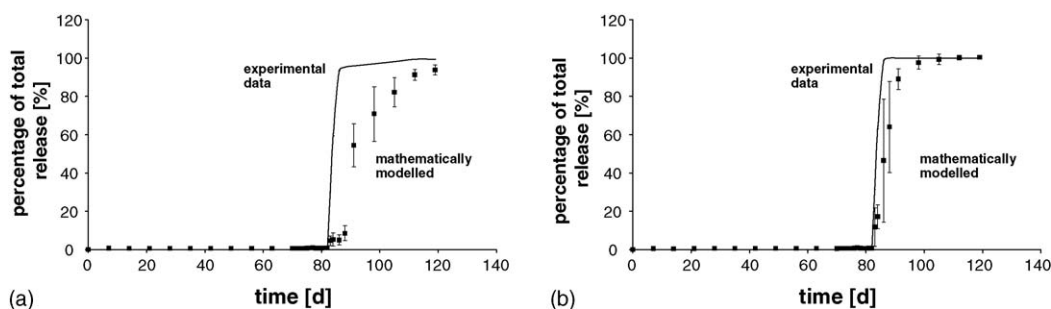 120
100
80
60
40
20
0
percentage of total
release [%]
experimental
data
mathematically
modelled
0 20 40 60 80 100 120 140
time [d]
(a)
120
100
80
60
40
20
0
percentage of total
release [%]
experimental
data
mathematically
modelled
0 20 40 60 80 100 120 140
time [d]
(b)